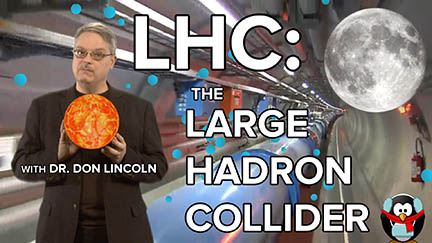 LHC:
THE
LARGE
HADRON
COLLIDER
WITH DR. DON LINCOLN